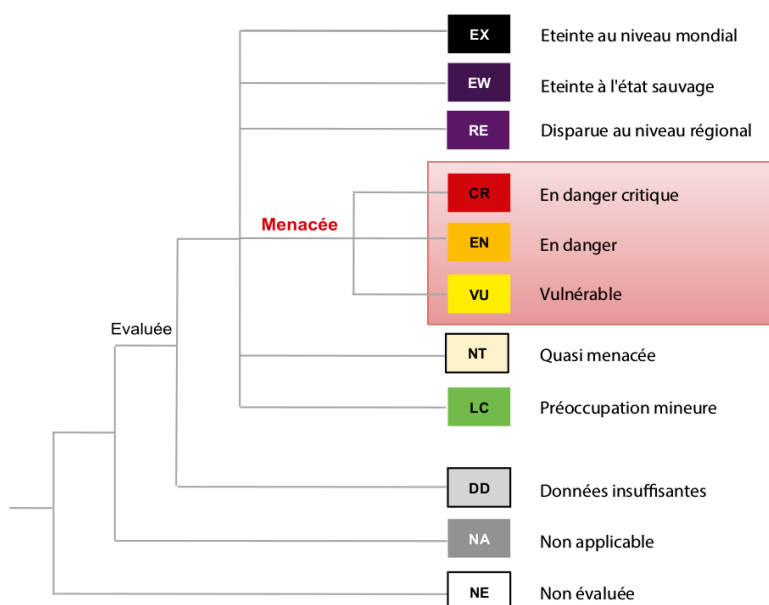 EX Eteinte au niveau mondial
EW Eteinte à l'état sauvage
RE Disparue au niveau régional
CR En danger critique
Menacée
EN En danger
VU Vulnérable
Evaluée
NT Quasi menacée
LC Préoccupation mineure
DD Données insuffisantes
NA Non applicable
NE Non évaluée